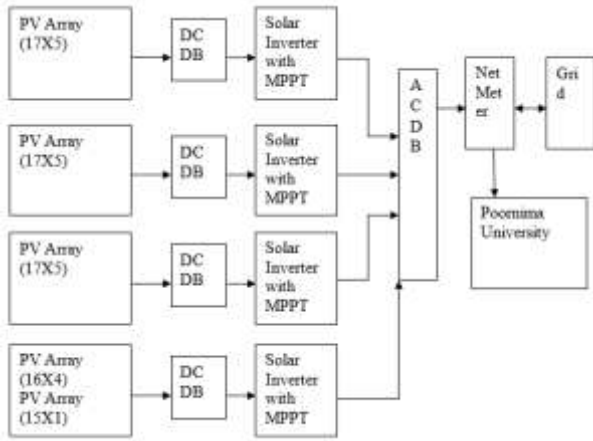 PV Array
(17X5)
DC
DB
Solar
Inverter
with
MPPT
PV Array
(17X5)
DC
DB
Solar
Inverter
with
MPPT
PV Array
(17X5)
DC
DB
Solar
Inverter
with
MPPT
PV Array
(16X4)
PV Array
(15X1)
DC
DB
Solar
Inverter
with
MPPT
A
C
D
B
Net
Met
er
Gri
d
Poornima
University